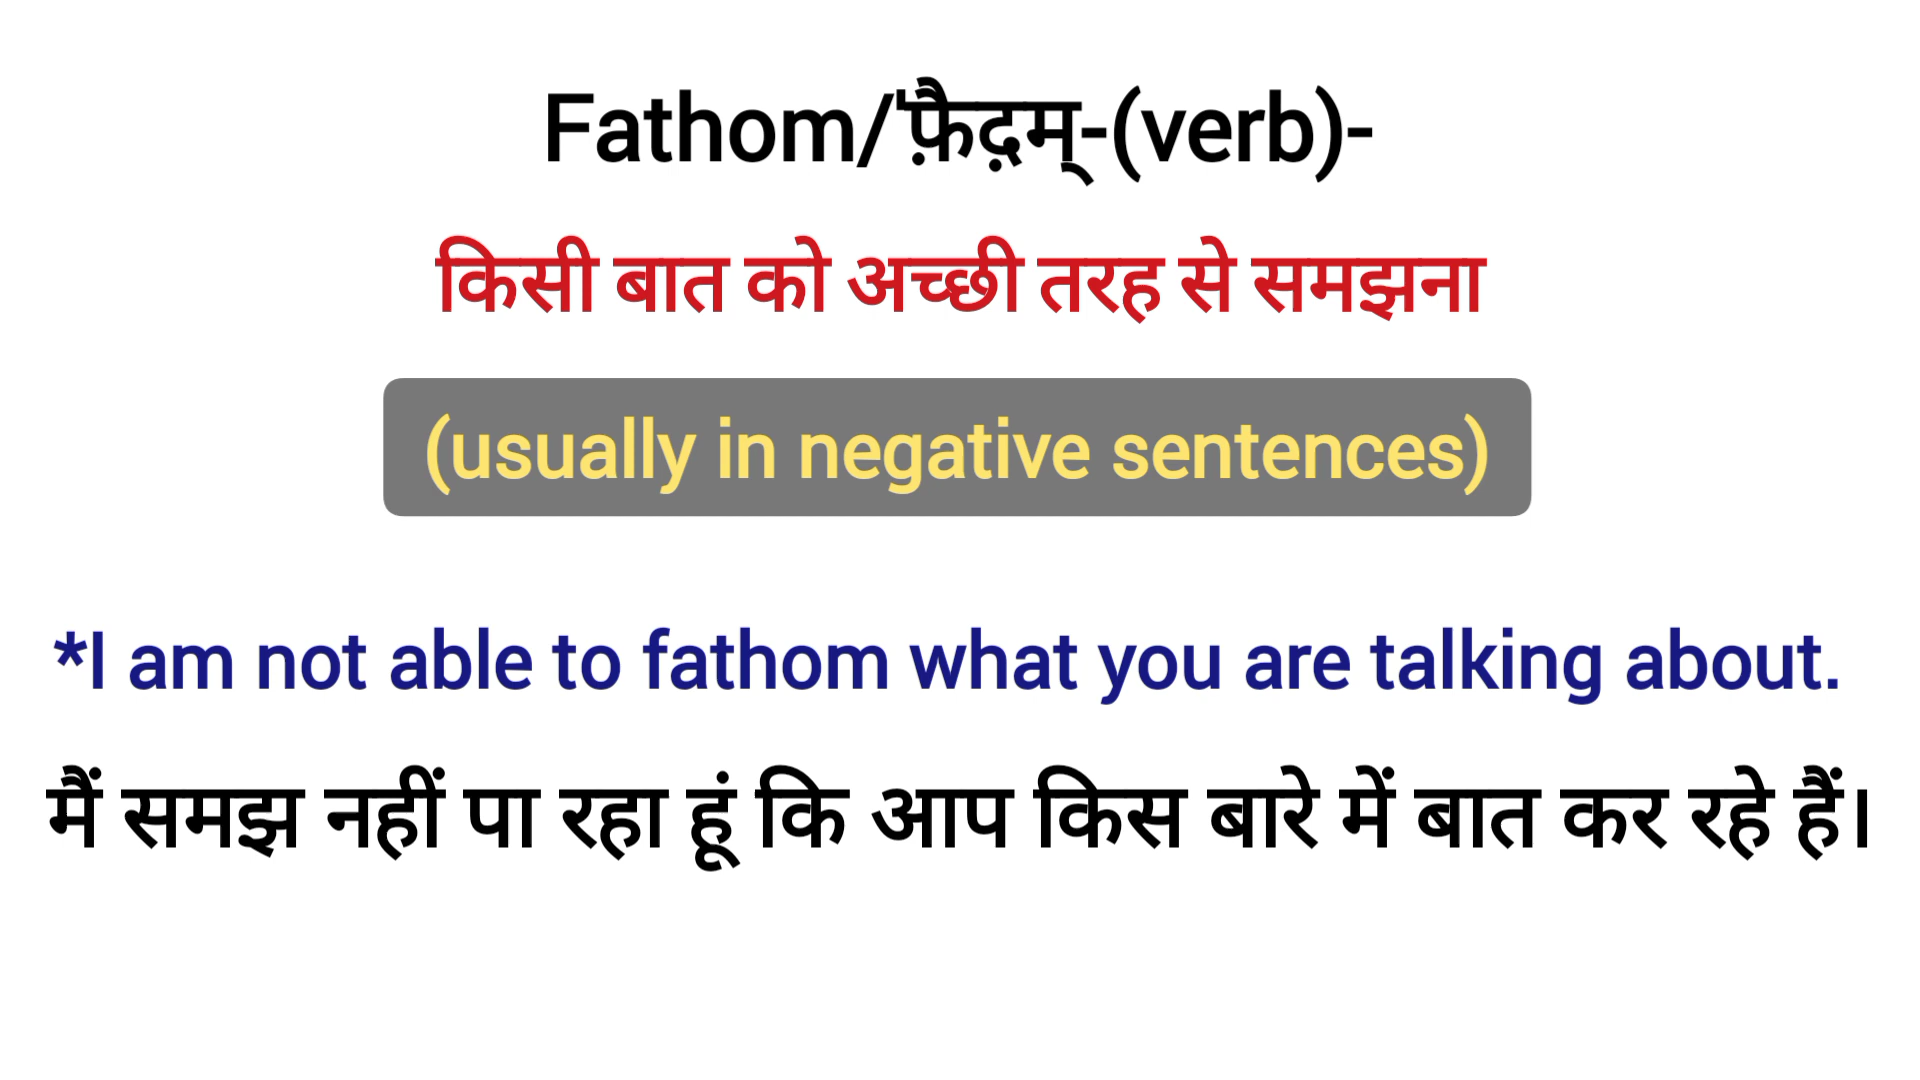 Fathom/'फ़ैद़म्-(verb)-
किसी बात को अच्छी तरह से समझना
(usually in negative sentences)
*I am not able to fathom what you are talking about.
मैं समझ नहीं पा रहा हूं कि आप किस बारे में बात कर रहे हैं।